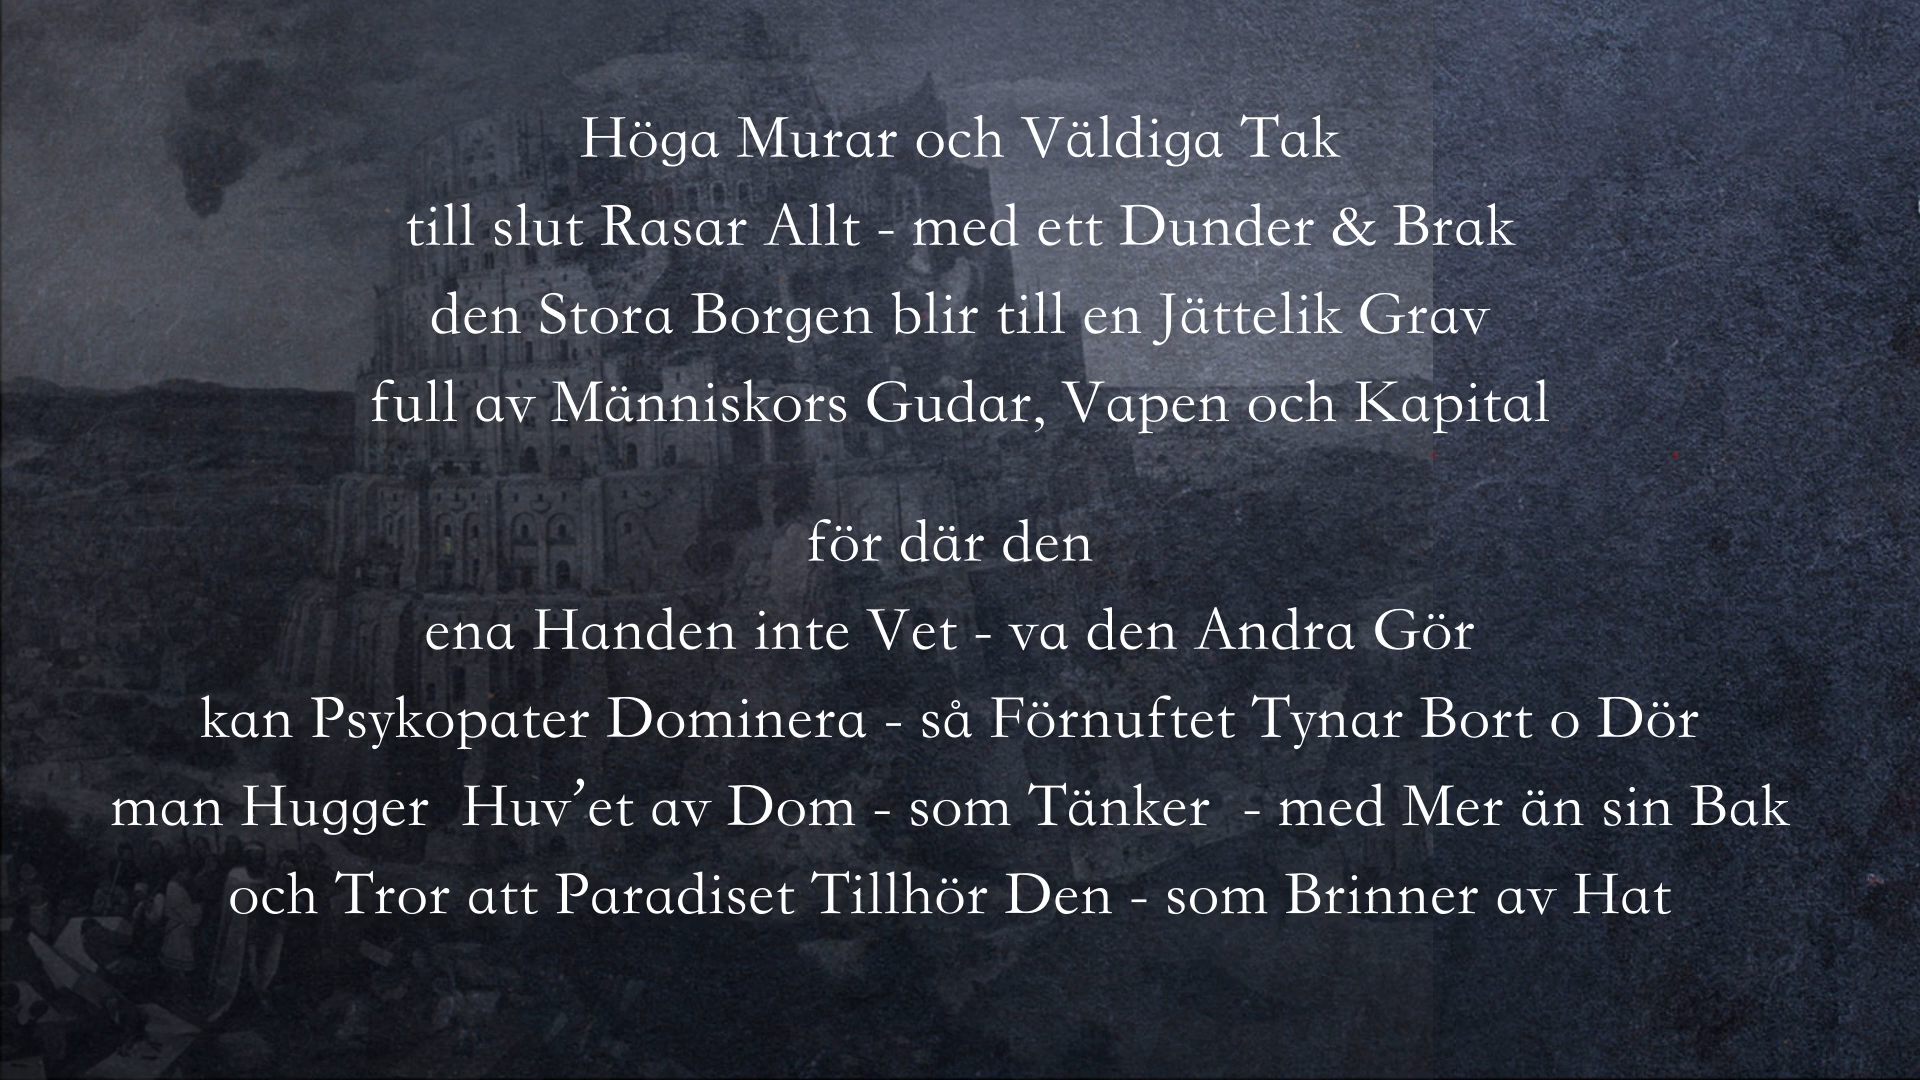 Höga Murar och Väldiga Tak
till slut Rasar Allt - med ett Dunder & Brak
den Stora Borgen blir till en Jättelik Grav
full av Människors Gudar, Vapen och Kapital
för där den
ena Handen inte Vet - va den Andra Gör
kan Psykopater Dominera - så Förnuftet Tynar Bort o Dör
man Hugger  Huv’et av Dom - som Tänker  - med Mer än sin Bak
och Tror att Paradiset Tillhör Den - som Brinner av Hat